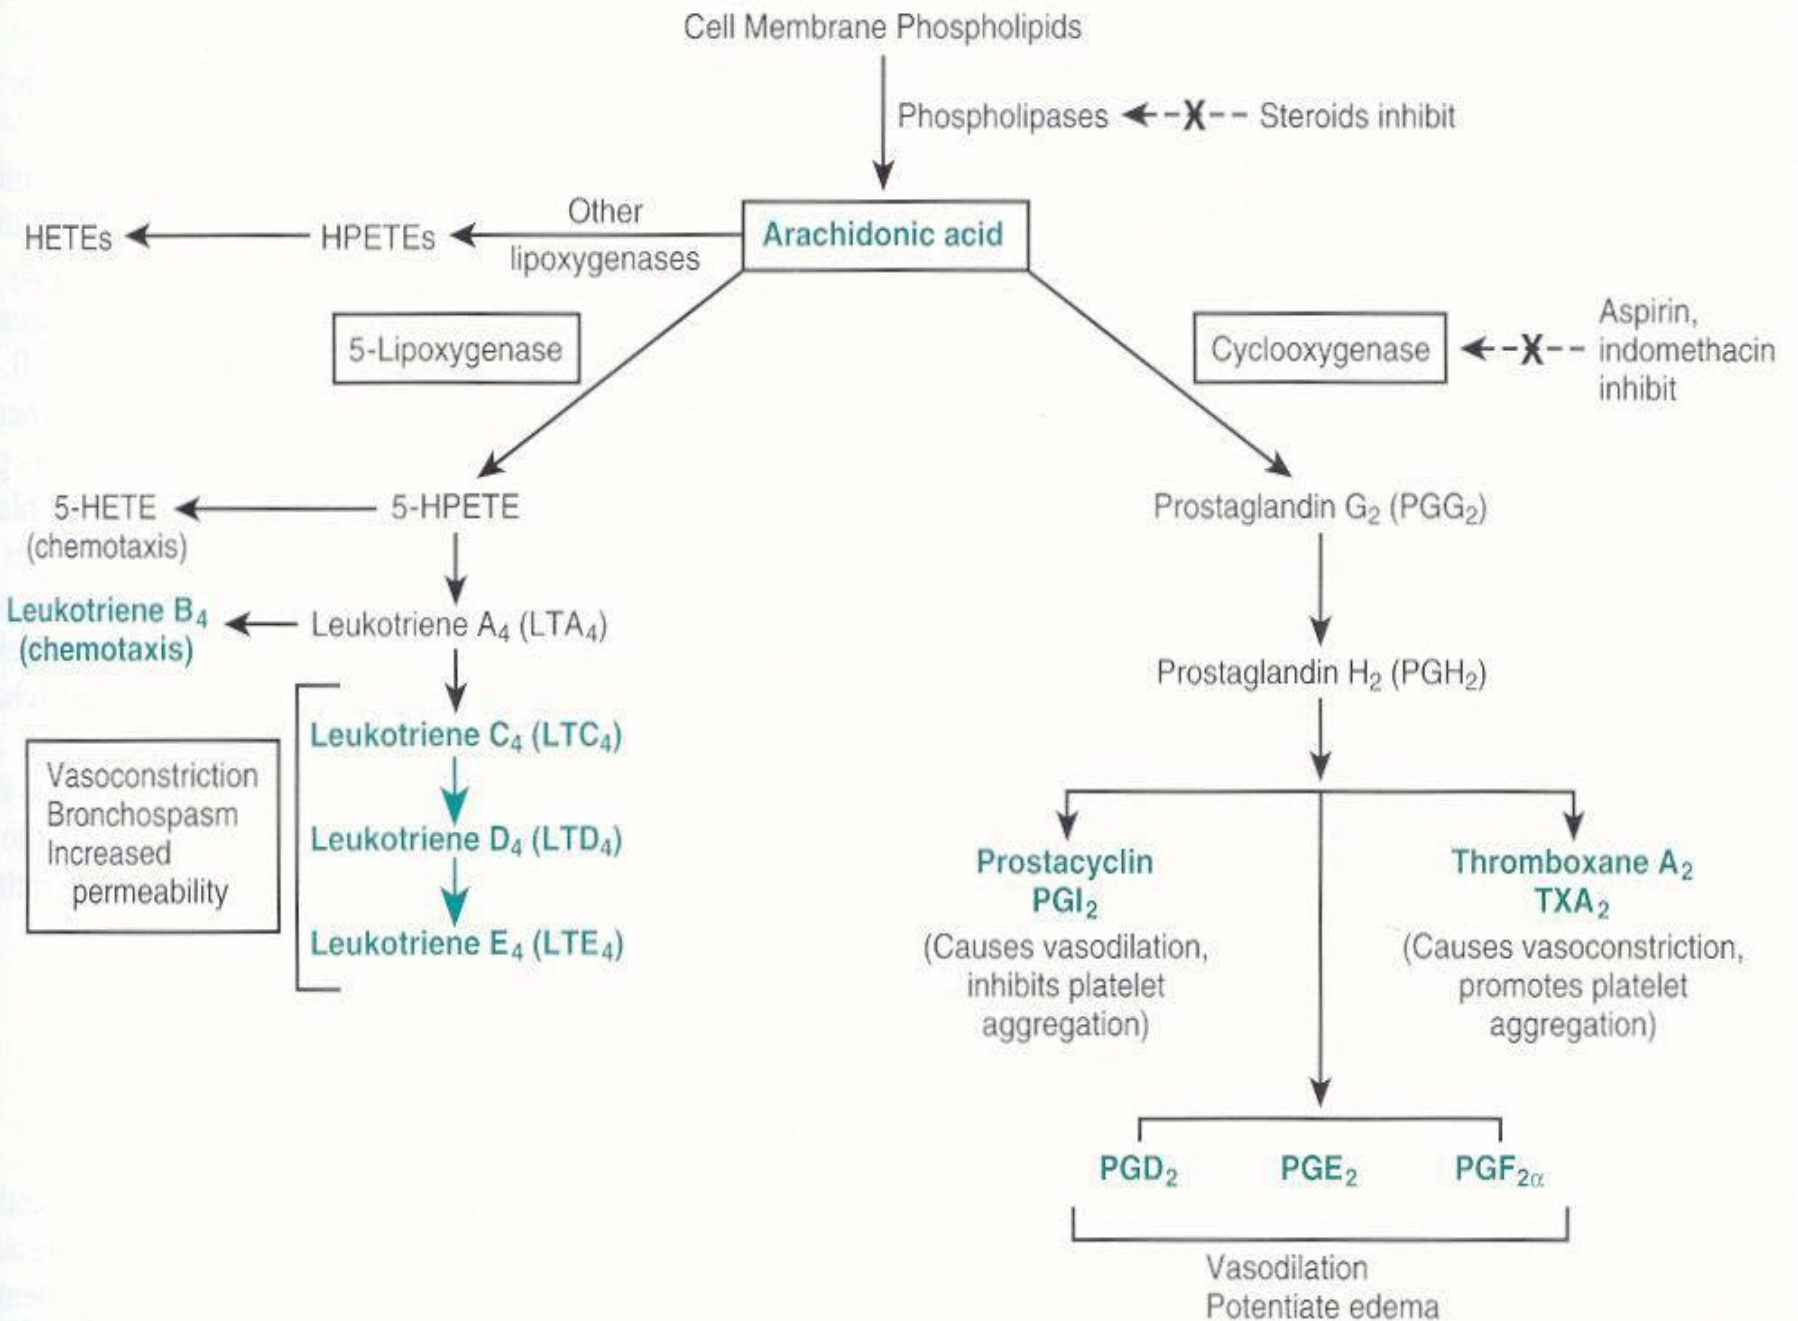 Cell Membrane Phospholipids
Phospholipases
Steroids inhibit
Arachidonic acid
Other
lipoxygenases
HPETEs
HETEs
5-Lipoxygenase
Cyclooxygenase
Aspirin,
indomethacin
inhibit
5-HPETE
5-HETE
(chemotaxis)
Leukotriene A₄ (LTA₄)
Leukotriene B₄
(chemotaxis)
Leukotriene C₄ (LTC₄)
Leukotriene D₄ (LTD₄)
Leukotriene E₄ (LTE₄)
Vasoconstriction
Bronchospasm
Increased
permeability
Prostaglandin G₂ (PGG₂)
Prostaglandin H₂ (PGH₂)
Prostacyclin
PGI₂
(Causes vasodilation,
inhibits platelet
aggregation)
Thromboxane A₂
TXA₂
(Causes vasoconstriction,
promotes platelet
aggregation)
PGD₂
PGE₂
PGF₂α
Vasodilation
Potentiate edema